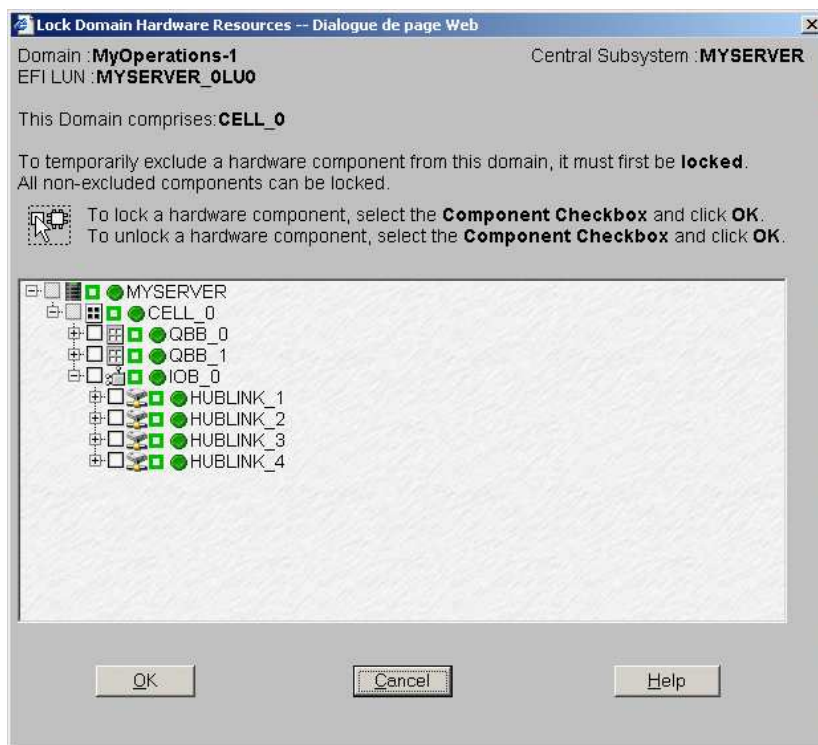 Lock Domain Hardware Resources -- Dialogue de page Web
Domain :MyOperations-1
Central Subsystem :MYSERVER
EFI LUN :MYSERVER_0LU0
This Domain comprises:CELL_0
To temporarily exclude a hardware component from this domain, it must first be locked.
All non-excluded components can be locked.
To lock a hardware component, select the Component Checkbox and click OK.
To unlock a hardware component, select the Component Checkbox and click OK.
MYSERVER
CELL_0
QBB_0
QBB_1
IOB_0
HUBLINK_1
HUBLINK_2
HUBLINK_3
HUBLINK_4
OK
Cancel
Help